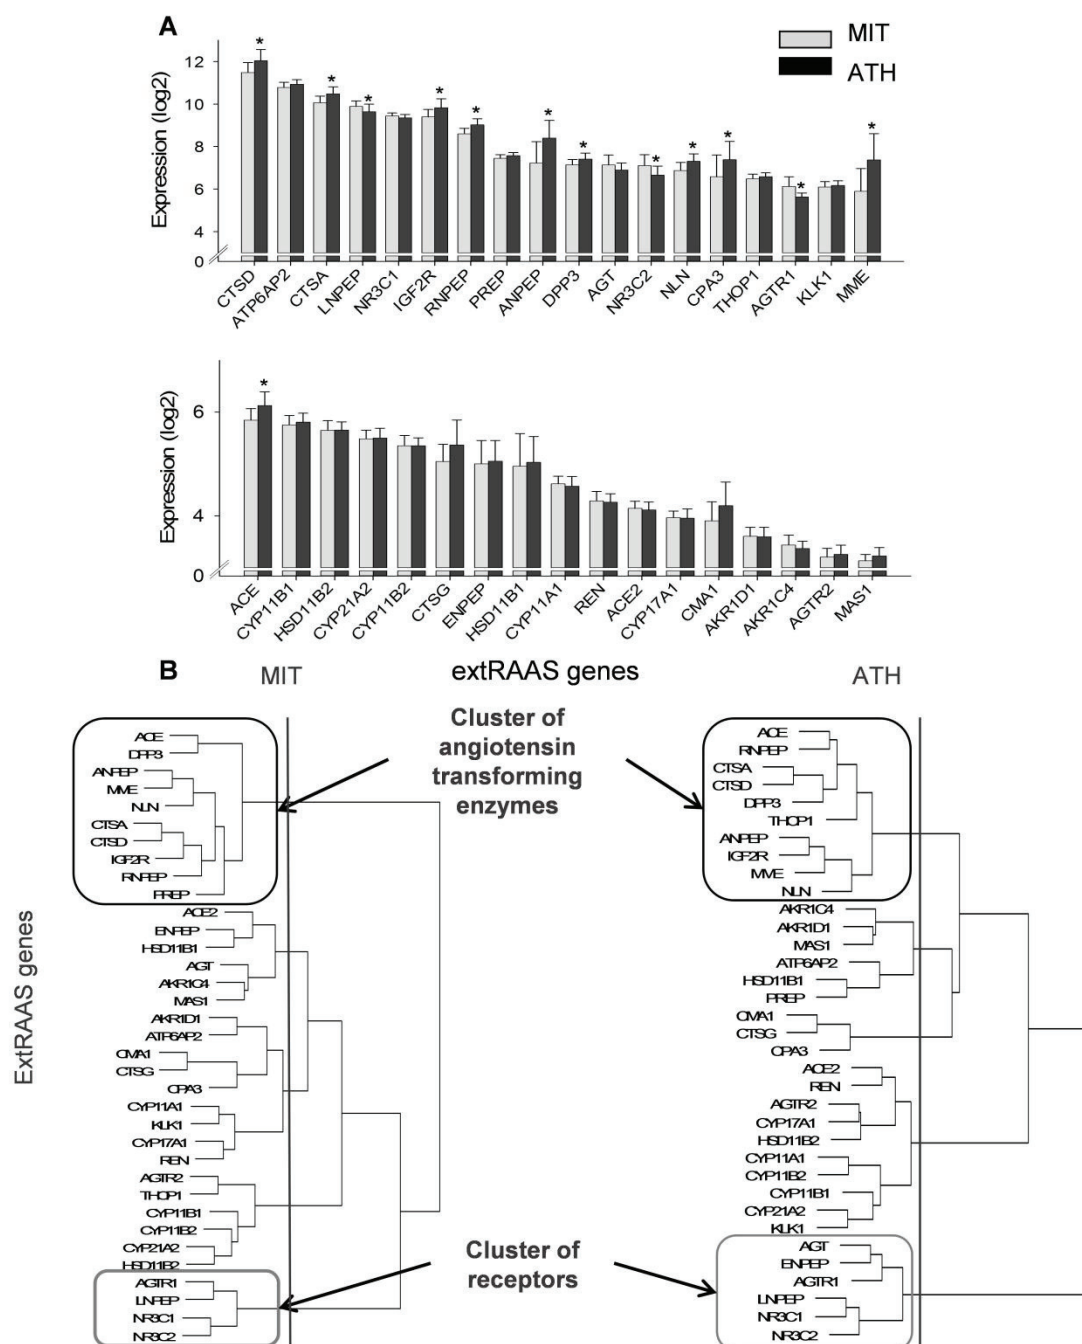 A
MIT
ATH
Expression (log2)
12
10
8
6
4
0
* * * * * * * * * * * *
CTSD ATP6AP2 CTSA LNPEP NR3C1 IGF2R RNPEP PREP ANPEP DPP3 AGT NR3C2 NLN CPA3 THOP1 AGTR1 KLK1 MME
Expression (log2)
6
4
0
*
ACE CYP11B1 HSD11B2 CYP21A2 CYP11B2 CTSG ENPEP HSD11B1 CYP11A1 REN ACE2 CYP17A1 CMA1 AKR1D1 AKR1C4 AGTR2 MAS1
extRAAS genes
B
MIT
ATH
ExtRAAS genes
Cluster of
angiotensin
transforming
enzymes
Cluster of
receptors
ACE
DPP3
ANPEP
MME
NLN
CTSA
CTSD
IGF2R
RNPEP
PREP
ACE2
ENPEP
HSD11B1
AGT
AKR1C4
MAS1
AKR1D1
ATP6AP2
CMA1
CTSG
CPA3
CYP11A1
KLK1
CYP17A1
REN
AGTR2
THOP1
CYP11B1
CYP11B2
CYP21A2
HSD11B2
AGTR1
LNPEP
NR3C1
NR3C2
ACE
RNPEP
CTSA
CTSD
DPP3
THOP1
ANPEP
IGF2R
MME
NLN
AKR1C4
AKR1D1
MAS1
ATP6AP2
HSD11B1
PREP
CMA1
CTSG
CPA3
ACE2
REN
AGTR2
CYP17A1
HSD11B2
CYP11A1
CYP11B2
CYP11B1
CYP21A2
KLK1
AGT
ENPEP
AGTR1
LNPEP
NR3C1
NR3C2